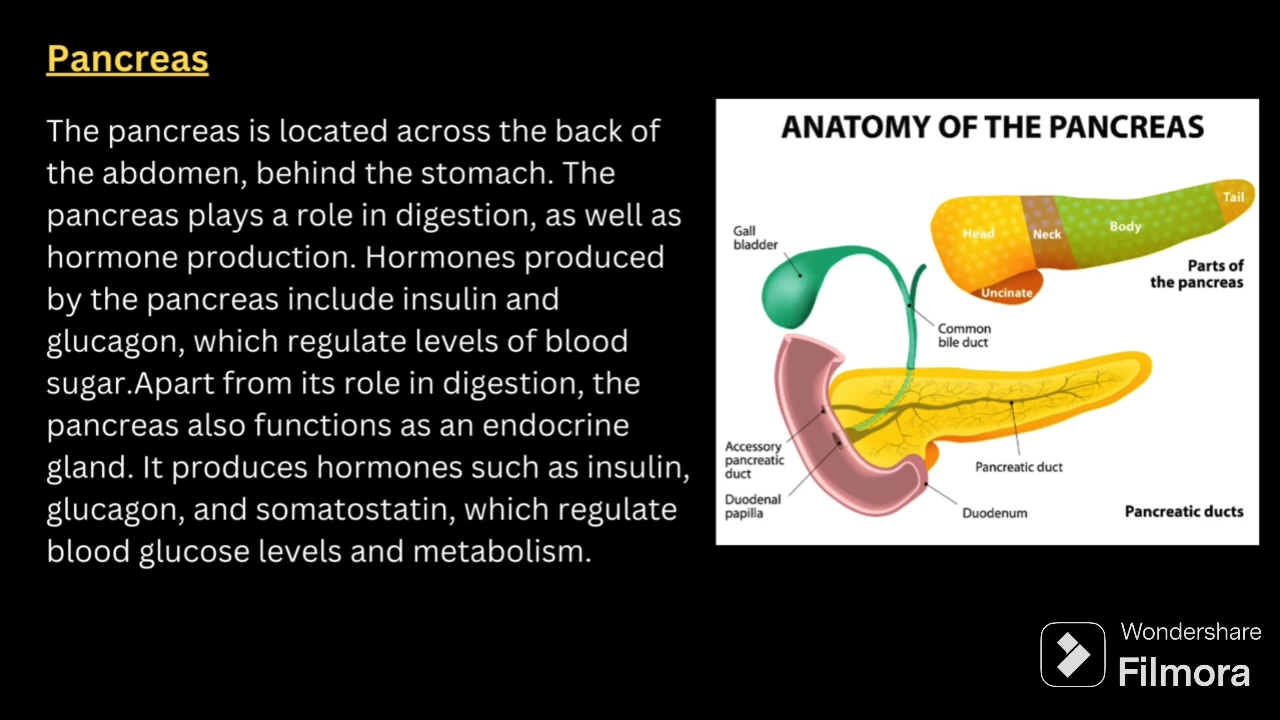 Pancreas
The pancreas is located across the back of
the abdomen, behind the stomach. The
pancreas plays a role in digestion, as well as
hormone production. Hormones produced
by the pancreas include insulin and
glucagon, which regulate levels of blood
sugar.Apart from its role in digestion, the
pancreas also functions as an endocrine
gland. It produces hormones such as insulin,
glucagon, and somatostatin, which regulate
blood glucose levels and metabolism.
ANATOMY OF THE PANCREAS
Tail
Body
Neck
Head
Uncinate
Parts of
the pancreas
Gall
bladder
Common
bile duct
Accessory
pancreatic
duct
Duodenal
papilla
Pancreatic duct
Duodenum
Pancreatic ducts
Wondershare
Filmora